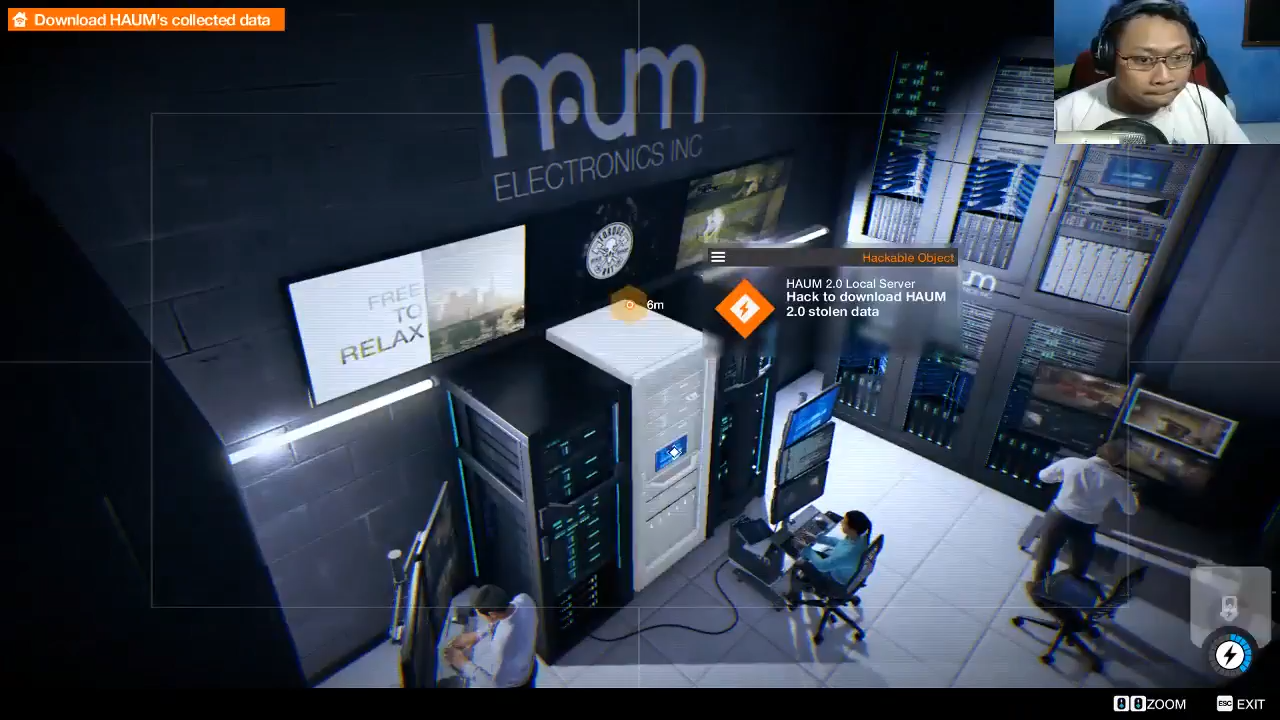 Download HAUM's collected data
haum
ELECTRONICS INC
FREE
TO
RELAX
Hackable Object
6m
HAUM 2.0 Local Server
Hack to download HAUM
2.0 stolen data
ZOOM
ESC EXIT